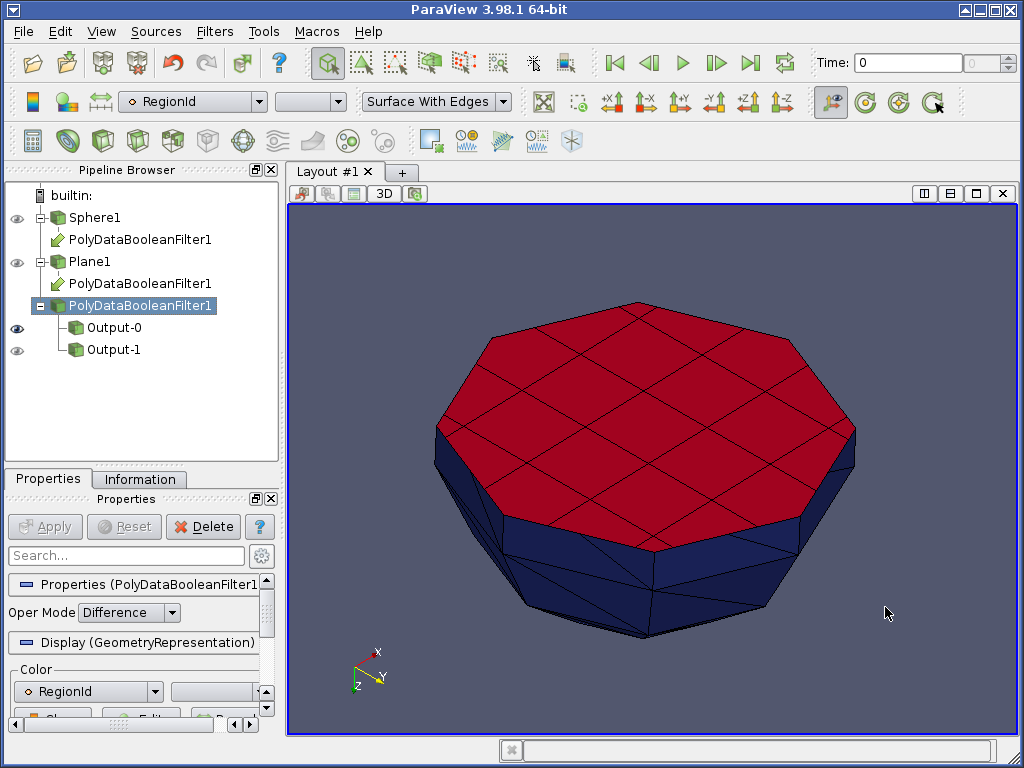 ParaView 3.98.1 64-bit
File Edit View Sources Filters Tools Macros Help
? Time: 0 0
RegionId Surface With Edges +X -X +Y -Y +Z -Z
Pipeline Browser
Layout #1 +
3D
builtin:
Sphere1
PolyDataBooleanFilter1
Plane1
PolyDataBooleanFilter1
PolyDataBooleanFilter1
Output-0
Output-1
Properties Information
Properties
Apply Reset Delete ?
Search...
Properties (PolyDataBooleanFilter1
Oper Mode Difference
Display (GeometryRepresentation)
Color
RegionId
X
Y
Z